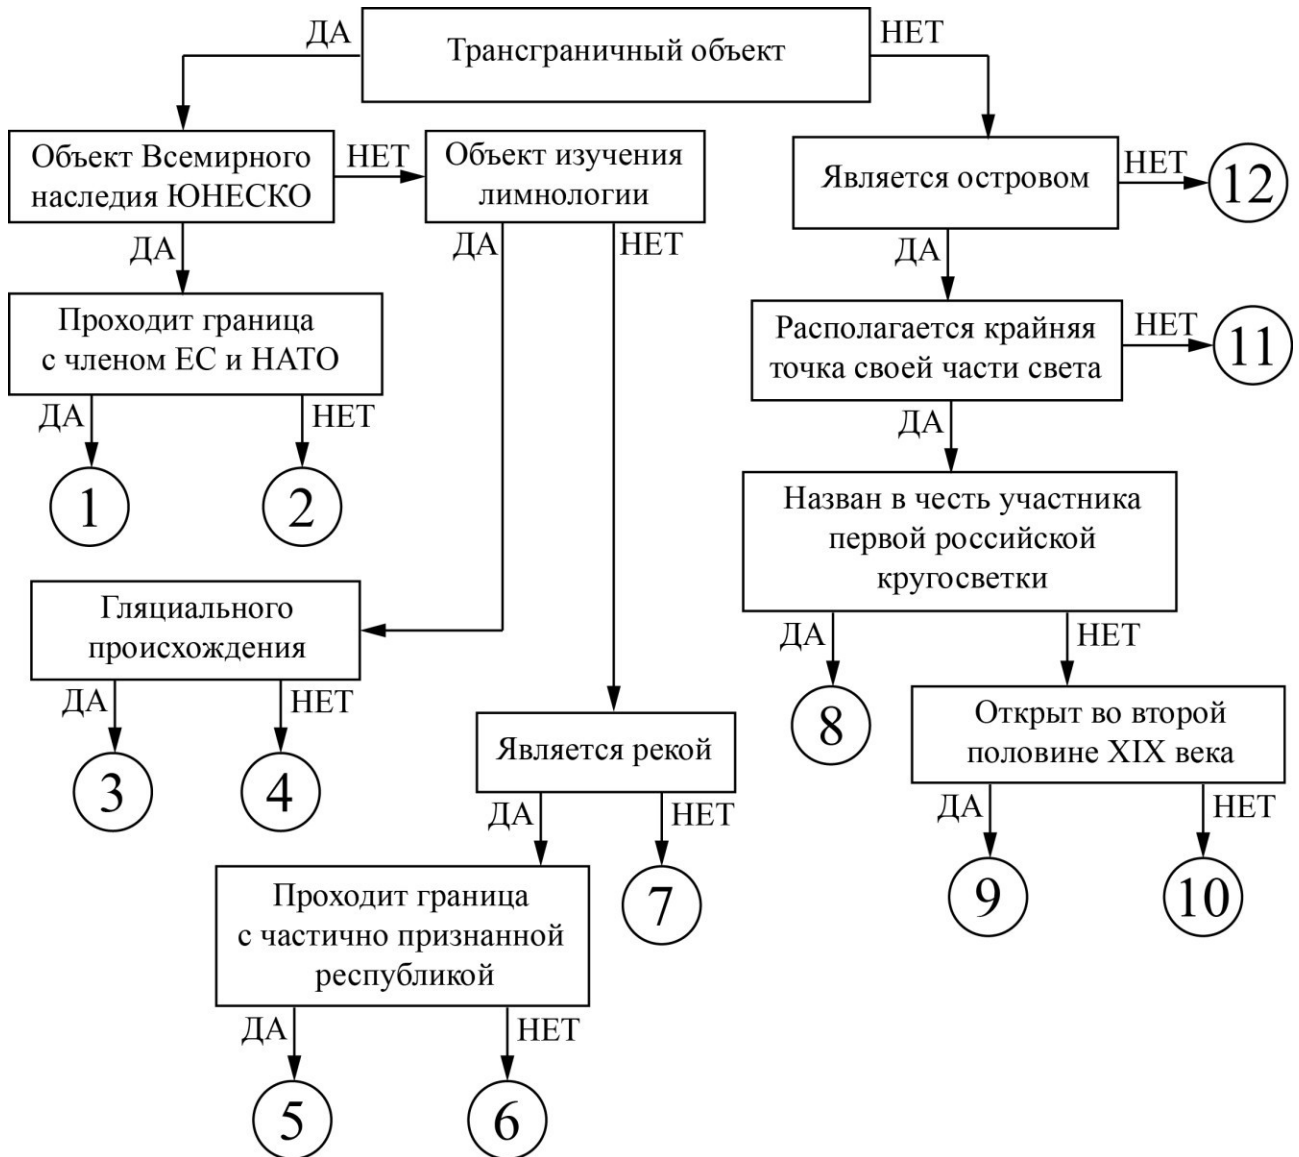 ДА
Трансграничный объект
НЕТ
Объект Всемирного
наследия ЮНЕСКО
НЕТ
Объект изучения
лимнологии
Является островом
НЕТ
12
ДА
ДА
НЕТ
ДА
Проходит граница
с членом ЕС и НАТО
Располагается крайняя
точка своей части света
НЕТ
11
ДА
НЕТ
ДА
1
2
Назван в честь участника
первой российской
кругосветки
Гляциального
происхождения
ДА
НЕТ
ДА
НЕТ
8
Открыт во второй
половине XIX века
3
4
Является рекой
ДА
НЕТ
ДА
НЕТ
Проходит граница
с частично признанной
республикой
7
9
10
ДА
НЕТ
5
6